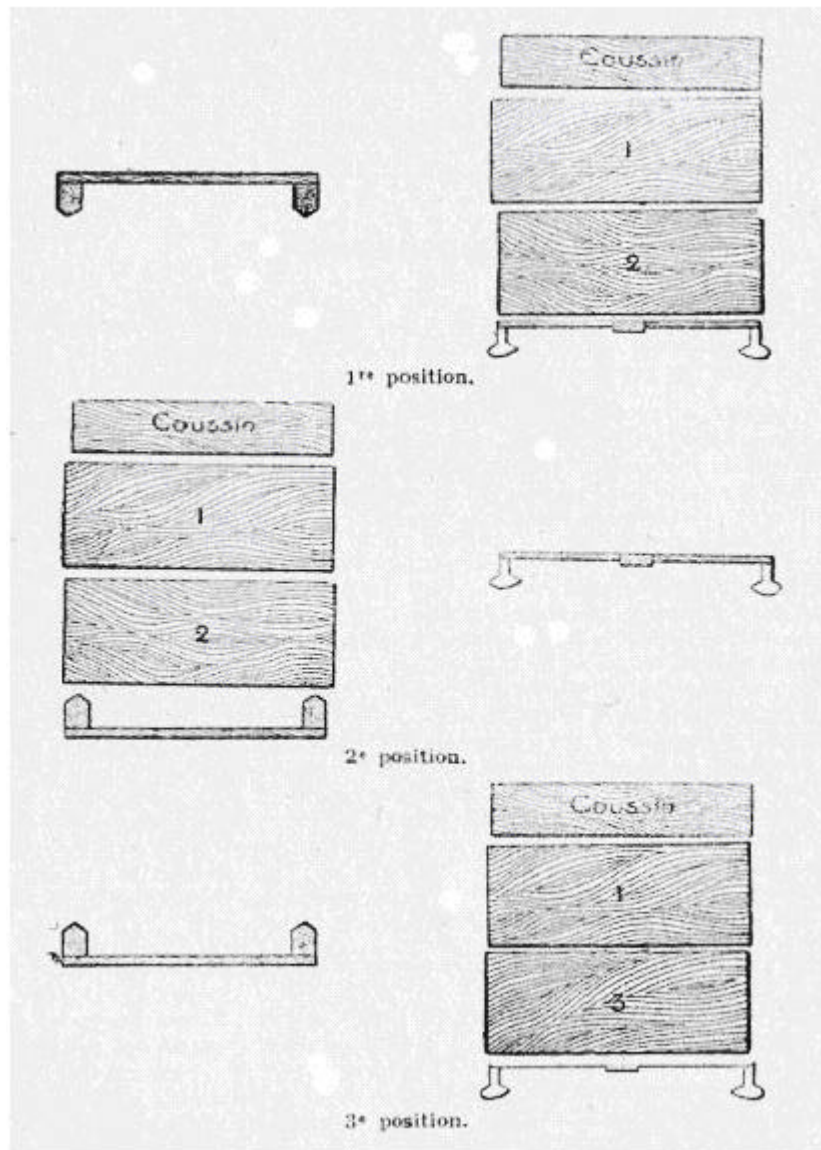 Coussin
1
2
1re position.
Coussin
1
2
2e position.
Coussin
1
3
3e position.